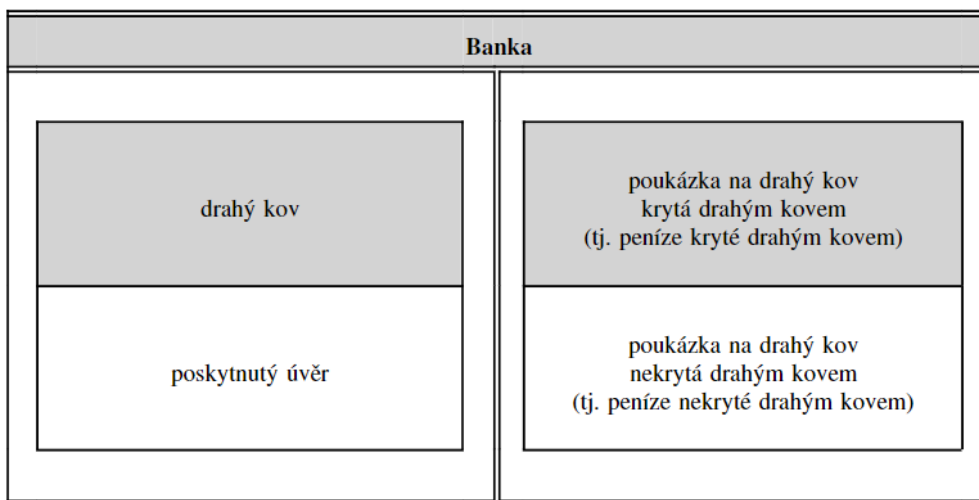 Banka
drahý kov
poukázka na drahý kov
krytá drahým kovem
(tj. peníze kryté drahým kovem)
poskytnutý úvěr
poukázka na drahý kov
nekrytá drahým kovem
(tj. peníze nekryté drahým kovem)